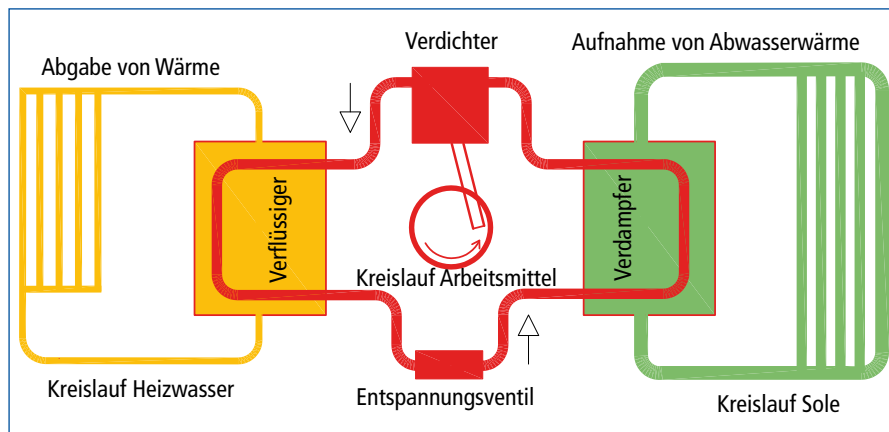 Verdichter
Aufnahme von Abwasserwärme
Abgabe von Wärme
Verflüssiger
Verdampfer
Kreislauf Arbeitsmittel
Kreislauf Heizwasser
Entspannungsventil
Kreislauf Sole